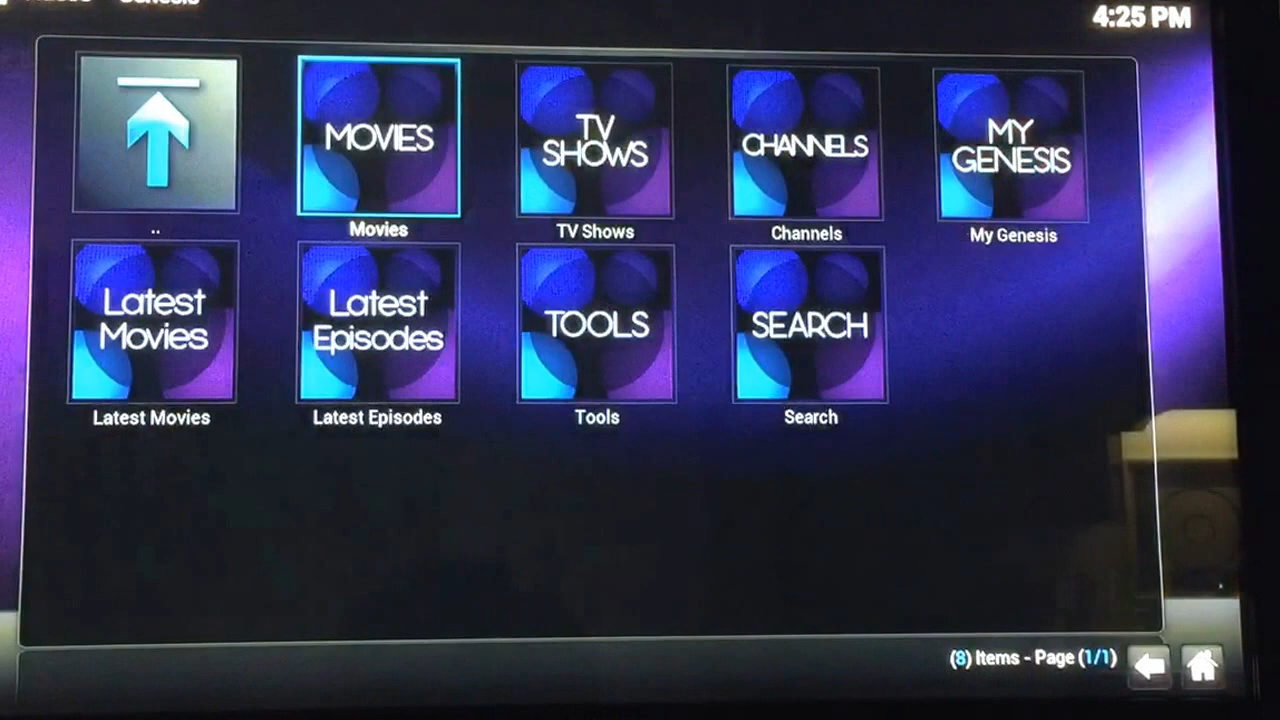 Genesis
4:25 PM
MOVIES
TV
SHOWS
CHANNELS
MY
GENESIS
..
Movies
TV Shows
Channels
My Genesis
Latest
Movies
Latest
Episodes
TOOLS
SEARCH
Latest Movies
Latest Episodes
Tools
Search
(8) Items - Page (1/1)